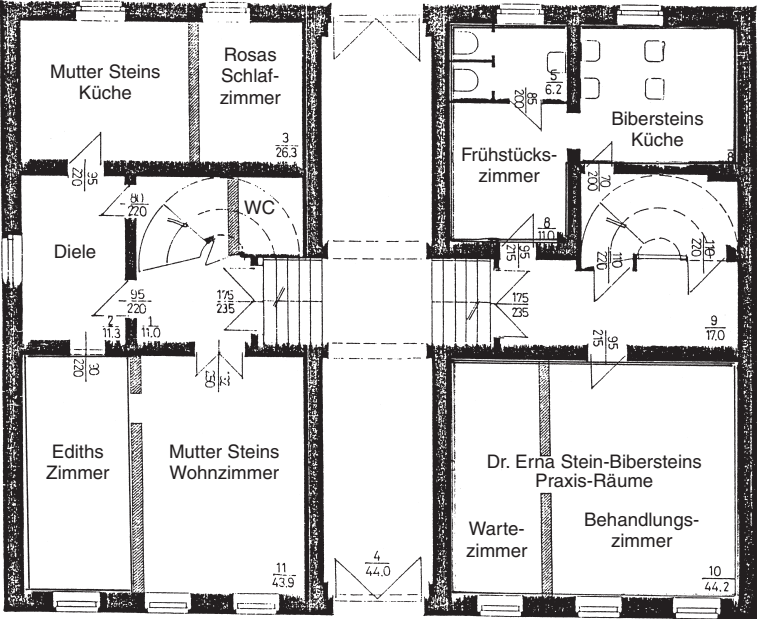 Mutter Steins
Küche
Rosas
Schlaf-
zimmer
3
26.3
95
220
80
220
WC
Diele
95
220
2
11.3
1
11.0
175
235
90
220
250
Ediths
Zimmer
Mutter Steins
Wohnzimmer
11
43.9
4
44.0
5
6.2
85
200
Frühstücks-
zimmer
8
11.0
Bibersteins
Küche
70
200
95
215
110
220
110
220
175
235
9
17.0
95
215
Dr. Erna Stein-Bibersteins
Praxis-Räume
Warte-
zimmer
Behandlungs-
zimmer
10
44.2